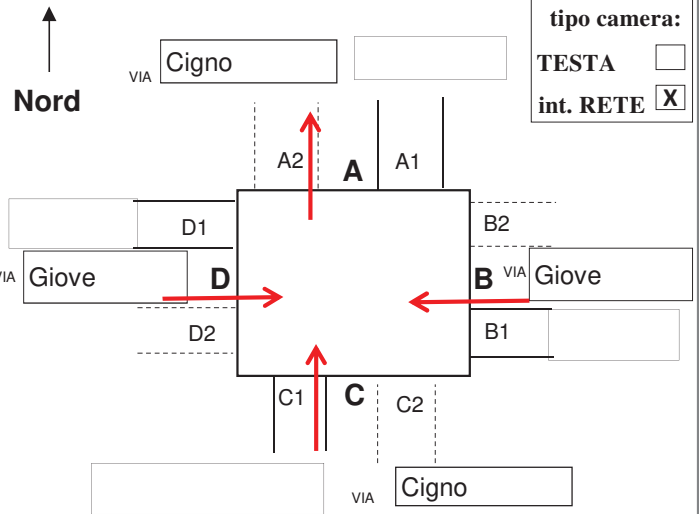 tipo camera:
VIA Cigno
TESTA
Nord
int. RETE X
A2 A A1
D1 B2
VIA Giove D B VIA Giove
D2 B1
C1 C C2
VIA Cigno